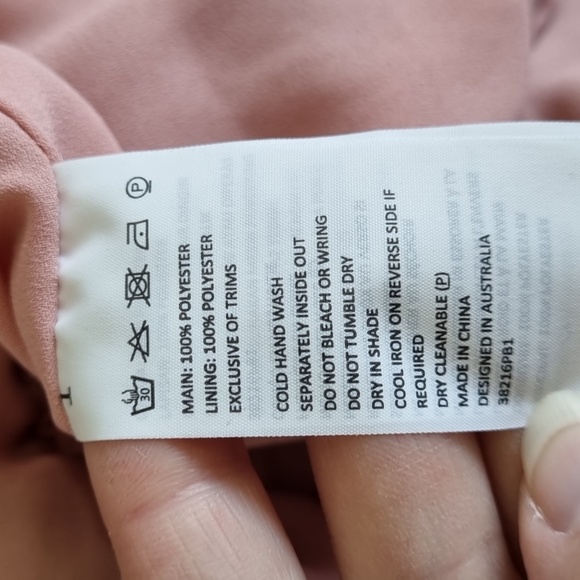 MAIN: 100% POLYESTER
LINING: 100% POLYESTER
EXCLUSIVE OF TRIMS
COLD HAND WASH
SEPARATELY INSIDE OUT
DO NOT BLEACH OR WRING
DO NOT TUMBLE DRY
DRY IN SHADE
COOL IRON ON REVERSE SIDE IF
REQUIRED
DRY CLEANABLE (P)
MADE IN CHINA
DESIGNED IN AUSTRALIA
38216PB1
30
P